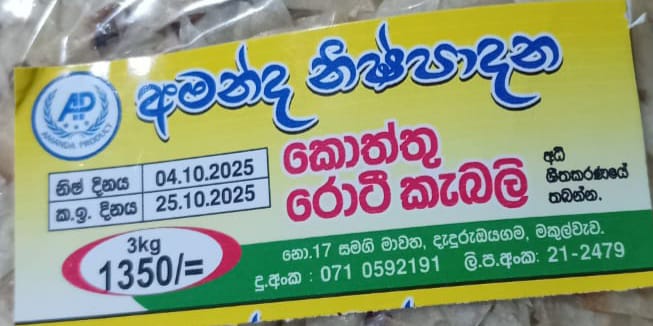 අමන්ද නිෂ්පාදන
AD
AMANDA PRODUCT
කොත්තු
රොටී කැබලි
අධි
ශීතකරණයේ
තබන්න.
නිෂ් දිනය 04.10.2025
ක.ඉ. දිනය 25.10.2025
3kg
1350/=
නො.17 සමගි මාවත, දැදුරුඔයගම, මකුල්වැව.
දු.අංක : 071 0592191 ලි.ප.අංක: 21-2479